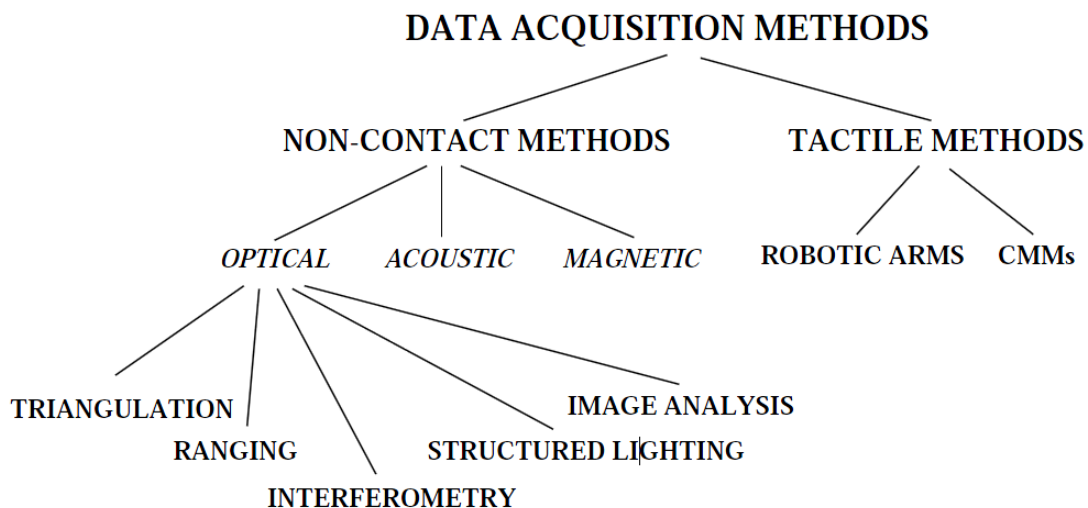 DATA ACQUISITION METHODS
NON-CONTACT METHODS
TACTILE METHODS
OPTICAL
ACOUSTIC
MAGNETIC
ROBOTIC ARMS
CMMs
TRIANGULATION
IMAGE ANALYSIS
RANGING
STRUCTURED LIGHTING
INTERFEROMETRY